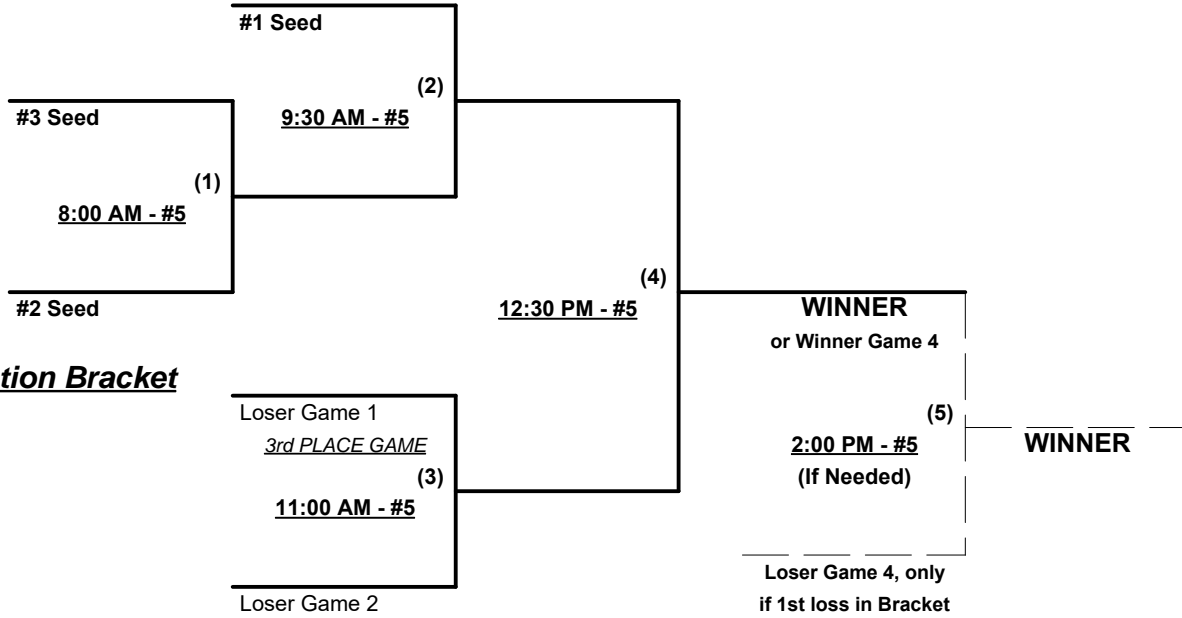 #1 Seed
(2)
9:30 AM - #5
#3 Seed
(1)
8:00 AM - #5
#2 Seed
(4)
12:30 PM - #5
WINNER
or Winner Game 4
tion Bracket
Loser Game 1
3rd PLACE GAME
(3)
11:00 AM - #5
Loser Game 2
(5)
2:00 PM - #5
(If Needed)
WINNER
Loser Game 4, only
if 1st loss in Bracket